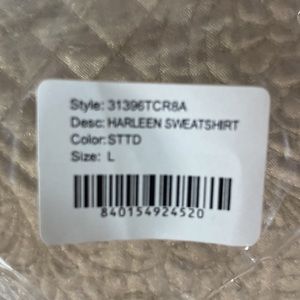 Style: 31396TCR8A
Desc: HARLEEN SWEATSHIRT
Color: STTD
Size: L
840154924520